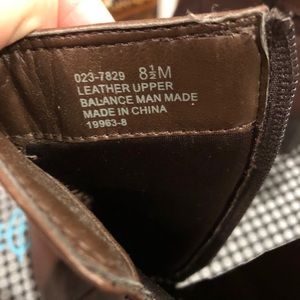 023-7829 8½M
LEATHER UPPER
BALANCE MAN MADE
MADE IN CHINA
19963-8